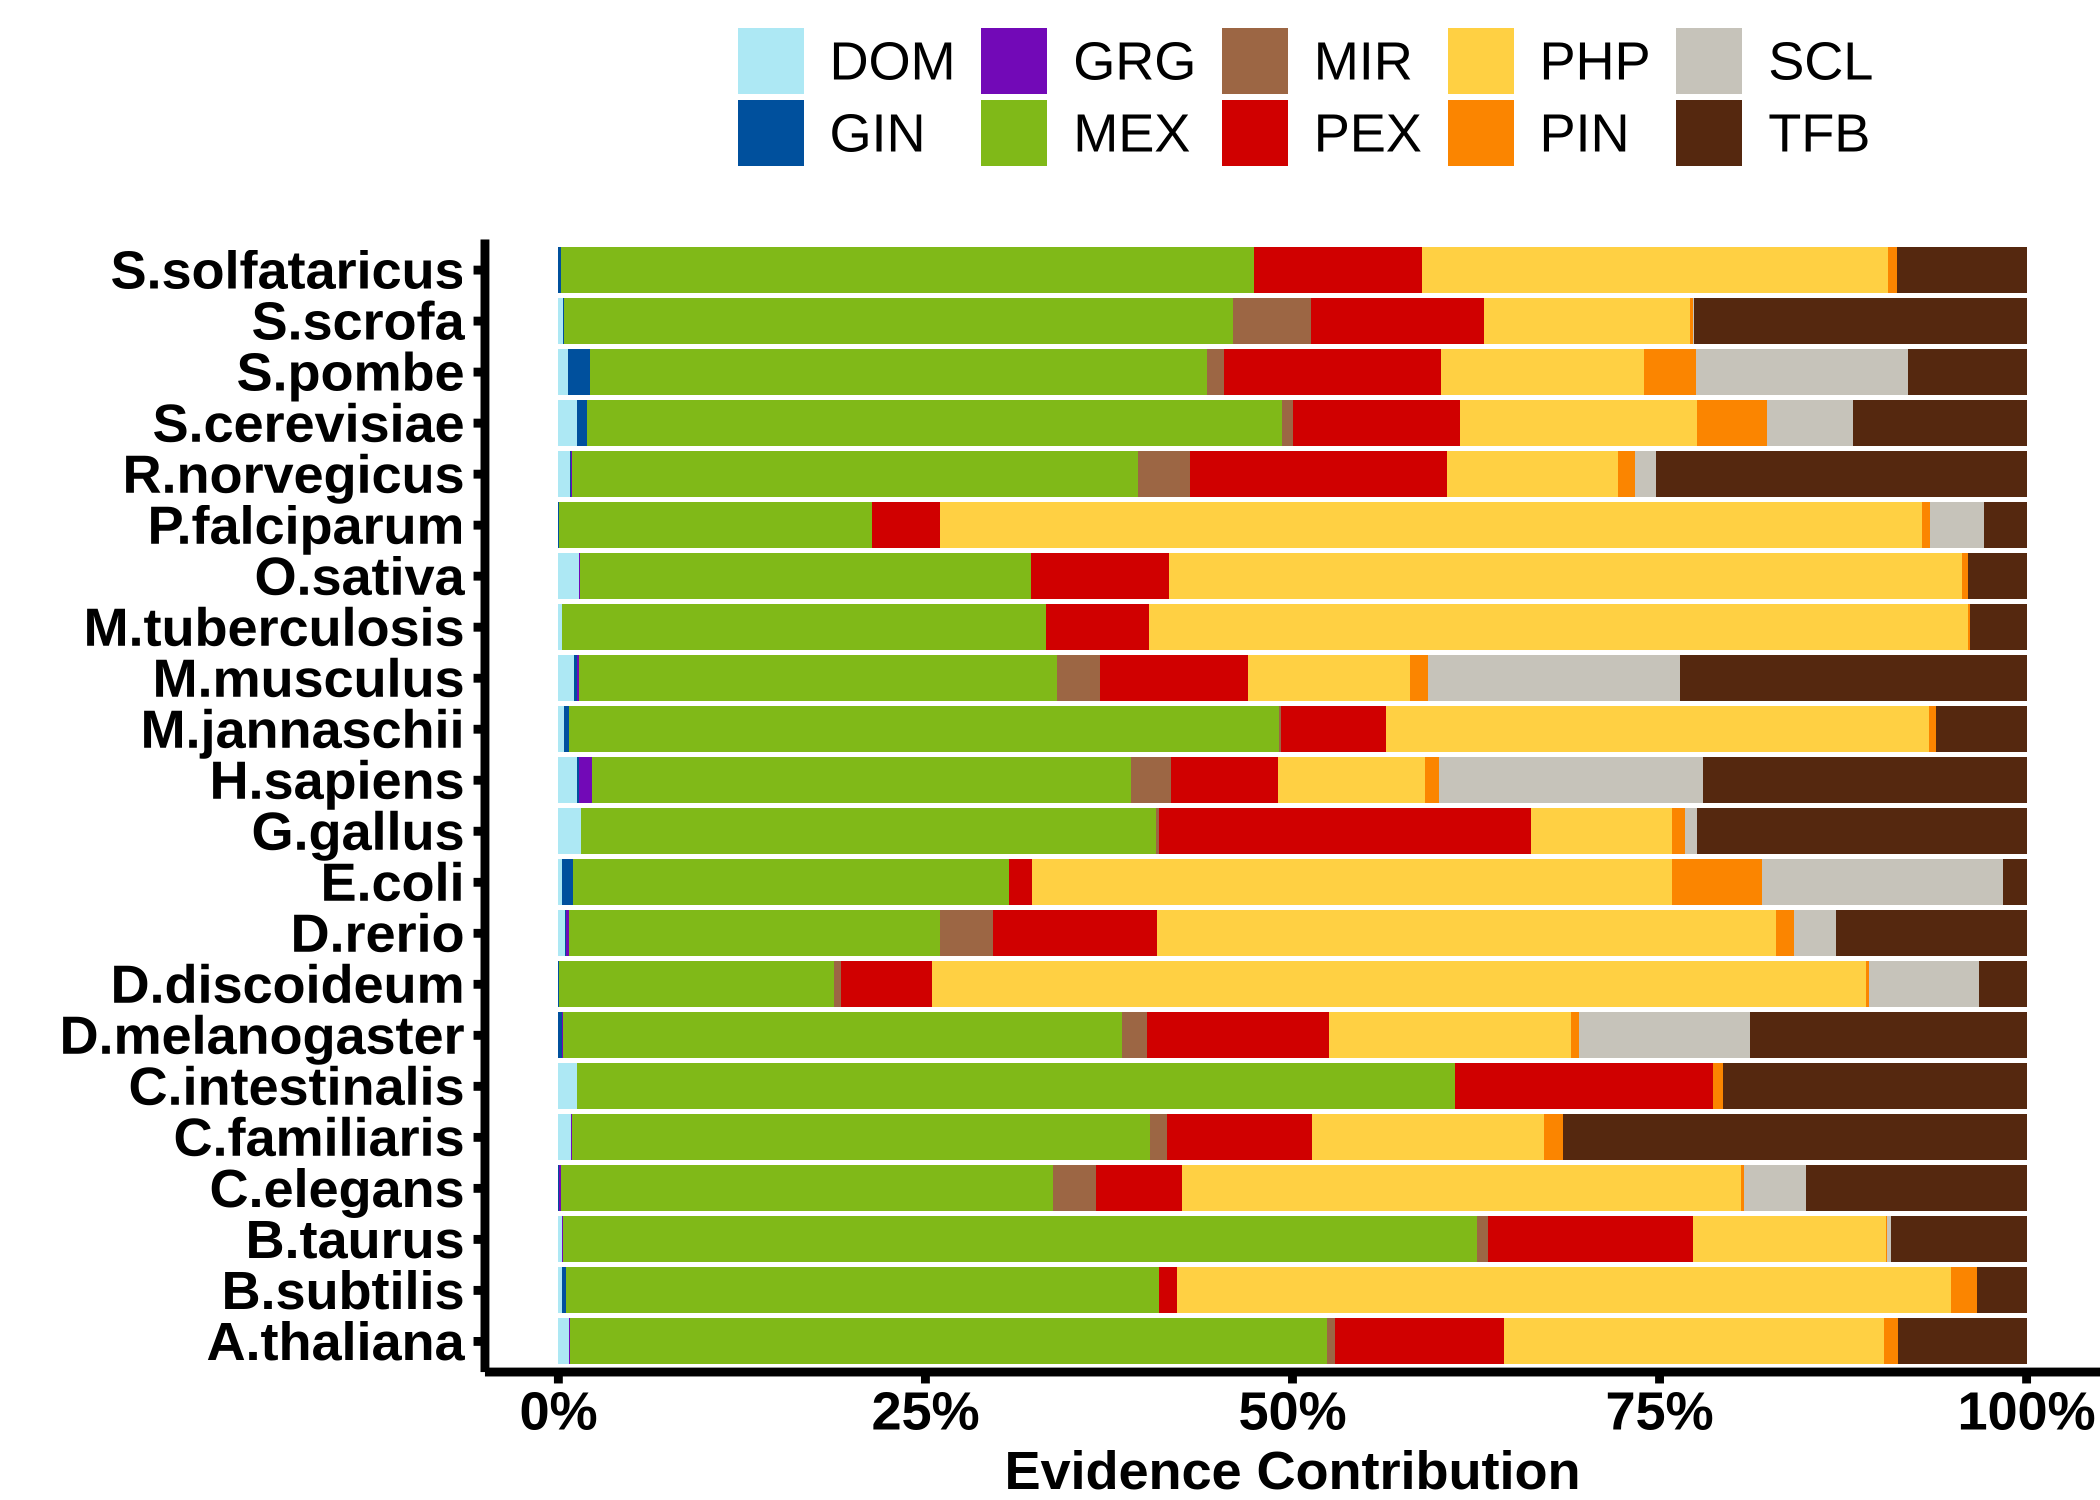 DOM GRG MIR PHP SCL
GIN MEX PEX PIN TFB
S.solfataricus
S.scrofa
S.pombe
S.cerevisiae
R.norvegicus
P.falciparum
O.sativa
M.tuberculosis
M.musculus
M.jannaschii
H.sapiens
G.gallus
E.coli
D.rerio
D.discoideum
D.melanogaster
C.intestinalis
C.familiaris
C.elegans
B.taurus
B.subtilis
A.thaliana
0% 25% 50% 75% 100%
Evidence Contribution